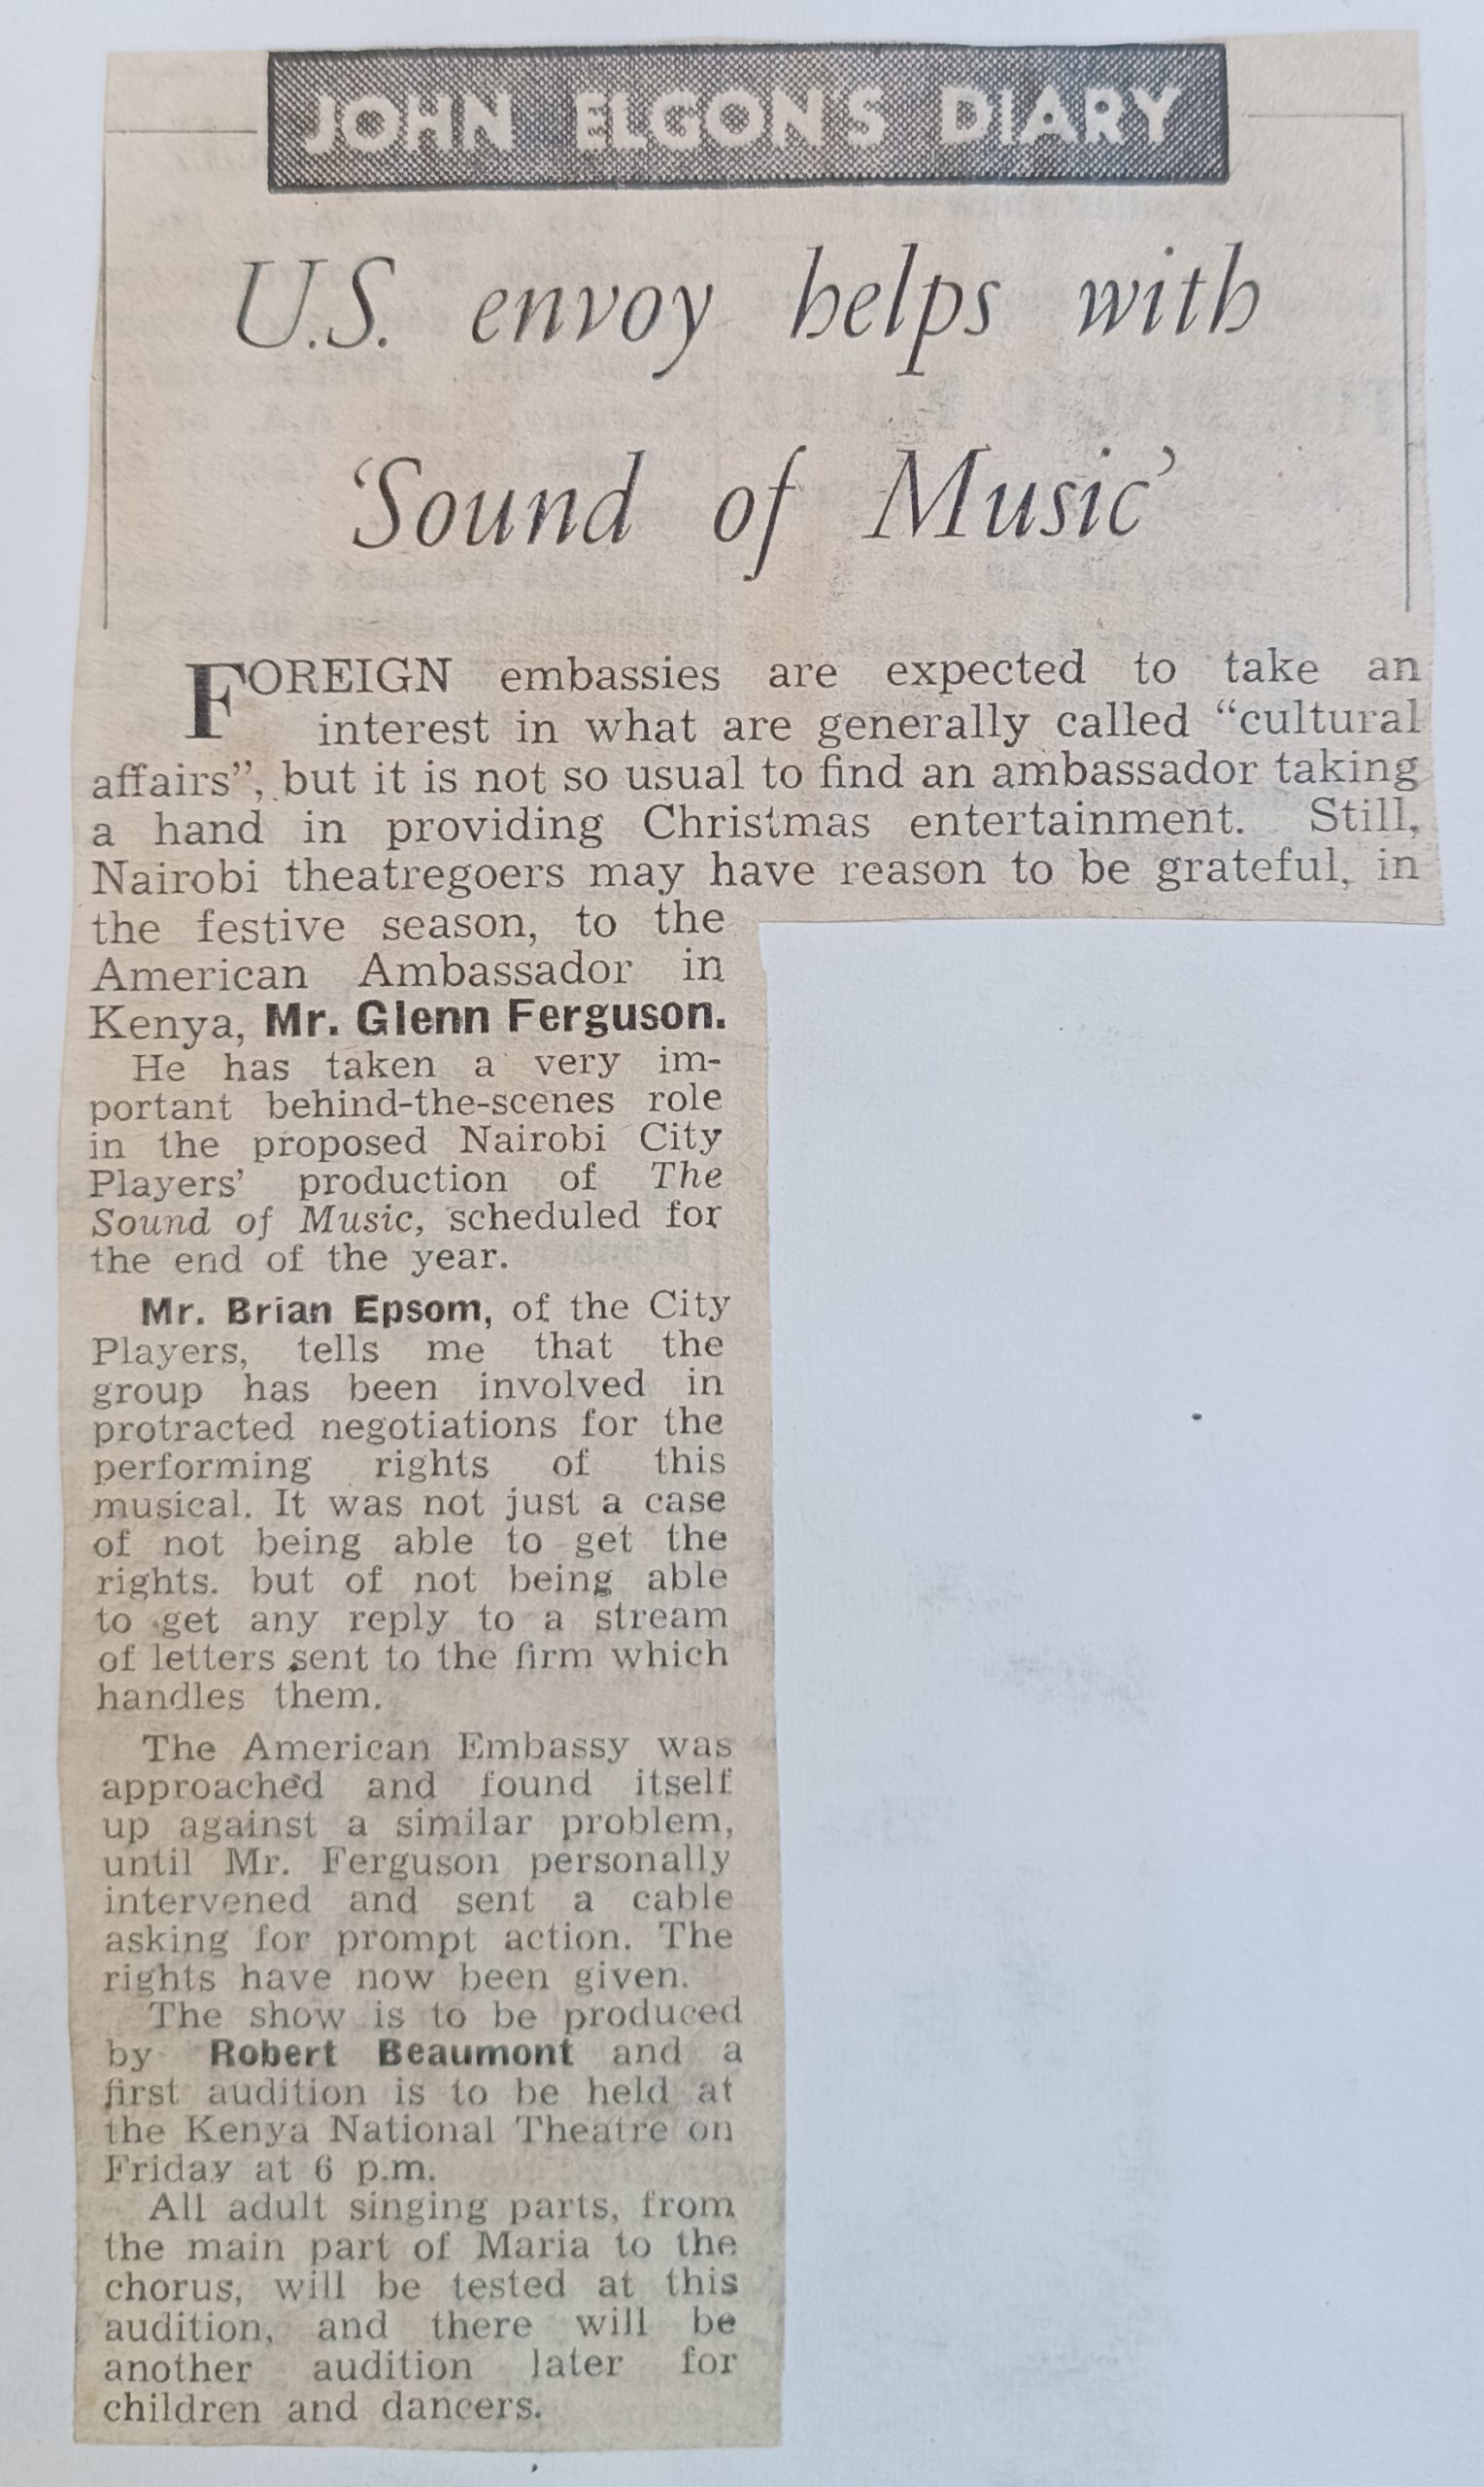 JOHN ELGON'S DIARY
U.S. envoy helps with
‘Sound of Music’
FOREIGN embassies are expected to take an
interest in what are generally called “cultural
affairs”, but it is not so usual to find an ambassador taking
a hand in providing Christmas entertainment. Still,
Nairobi theatregoers may have reason to be grateful, in
the festive season, to the
American Ambassador in
Kenya, Mr. Glenn Ferguson.
He has taken a very im-
portant behind-the-scenes role
in the proposed Nairobi City
Players’ production of The
Sound of Music, scheduled for
the end of the year.
Mr. Brian Epsom, of the City
Players, tells me that the
group has been involved in
protracted negotiations for the
performing rights of this
musical. It was not just a case
of not being able to get the
rights. but of not being able
to get any reply to a stream
of letters sent to the firm which
handles them.
The American Embassy was
approached and found itself
up against a similar problem,
until Mr. Ferguson personally
intervened and sent a cable
asking for prompt action. The
rights have now been given.
The show is to be produced
by Robert Beaumont and a
first audition is to be held at
the Kenya National Theatre on
Friday at 6 p.m.
All adult singing parts, from
the main part of Maria to the
chorus, will be tested at this
audition, and there will be
another audition later for
children and dancers.